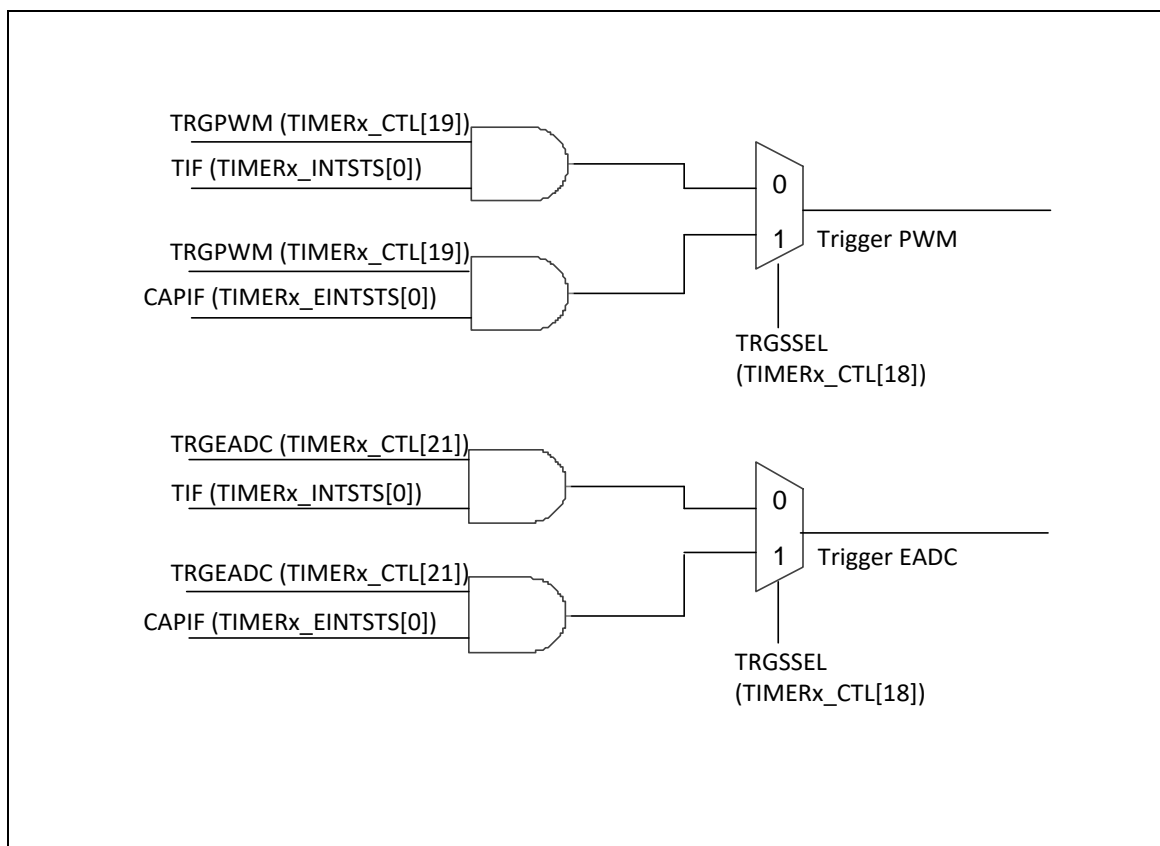 TRGPWM (TIMERx_CTL[19])
TIF (TIMERx_INTSTS[0])
0
TRGPWM (TIMERx_CTL[19])
1
Trigger PWM
CAPIF (TIMERx_EINTSTS[0])
TRGSSEL
(TIMERx_CTL[18])
TRGEADC (TIMERx_CTL[21])
TIF (TIMERx_INTSTS[0])
0
1
Trigger EADC
TRGEADC (TIMERx_CTL[21])
CAPIF (TIMERx_EINTSTS[0])
TRGSSEL
(TIMERx_CTL[18])